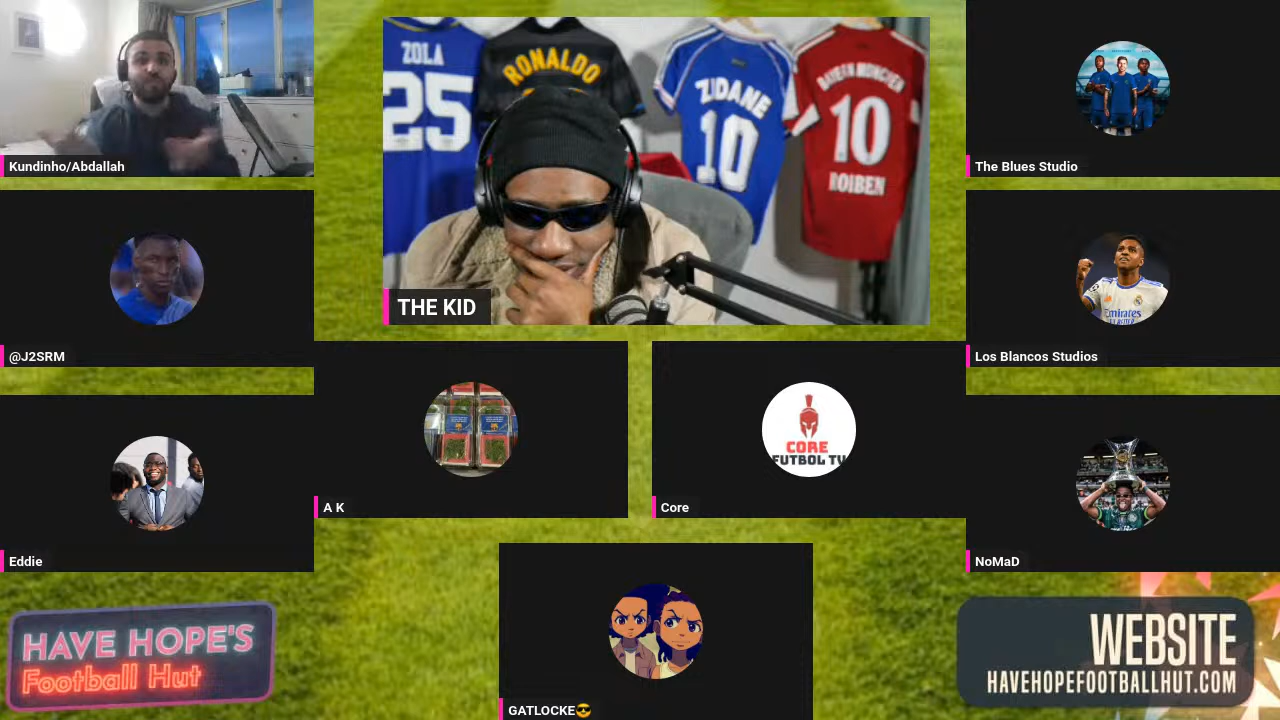 ZOLA
25
RONALDO
ZIDANE
10
BAYERN MÜNCHEN
10
Kundinho/Abdallah
THE KID
The Blues Studio
@J2SRM
Emirates
Los Blancos Studios
A K
CORE
FUTBOL TV
Core
Eddie
NoMaD
HAVE HOPE'S
Football Hut
GATLOCKE😎
WEBSITE
HAVEHOPEFOOTBALLHUT.COM